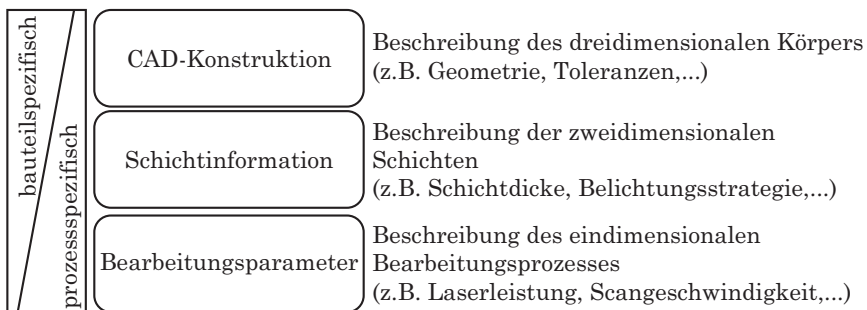 bauteilspezifisch
prozessspezifisch
CAD-Konstruktion
Beschreibung des dreidimensionalen Körpers
(z.B. Geometrie, Toleranzen,...)
Schichtinformation
Beschreibung der zweidimensionalen
Schichten
(z.B. Schichtdicke, Belichtungsstrategie,...)
Bearbeitungsparameter
Beschreibung des eindimensionalen
Bearbeitungsprozesses
(z.B. Laserleistung, Scangeschwindigkeit,...)